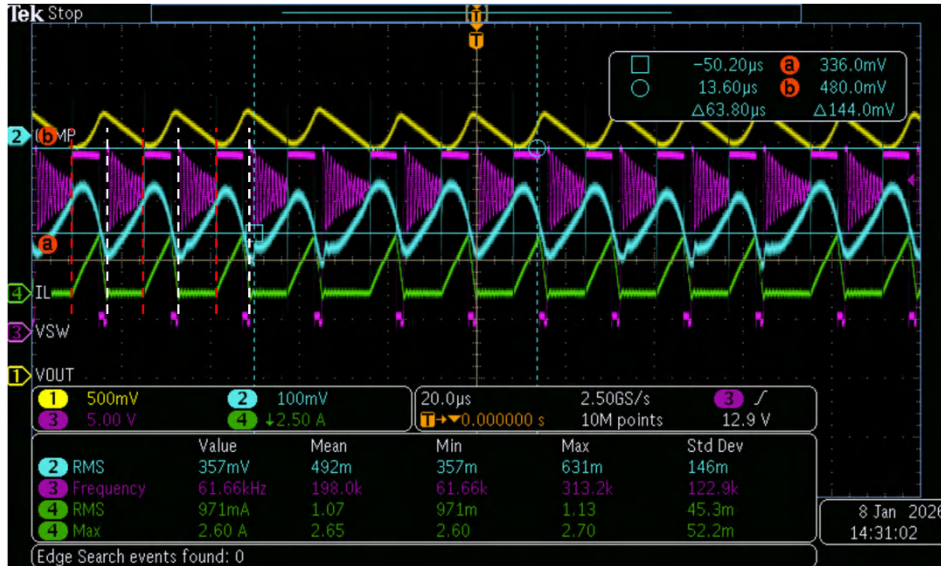 Tek Stop
T
T
□ −50.20µs a 336.0mV
○ 13.60µs b 480.0mV
△63.80µs △144.0mV
2 b MP
a
4 IL
3 VSW
1 VOUT
1 500mV 2 100mV
3 5.00 V 4 ↓2.50 A
20.0µs 2.50GS/s 3 ∫
T→▼0.000000 s 10M points 12.9 V
Value Mean Min Max Std Dev
2 RMS 357mV 492m 357m 631m 146m
3 Frequency 61.66kHz 198.0k 61.66k 313.2k 122.9k
4 RMS 971mA 1.07 971m 1.13 45.3m
4 Max 2.60 A 2.65 2.60 2.70 52.2m
8 Jan 2026
14:31:02
Edge Search events found: 0